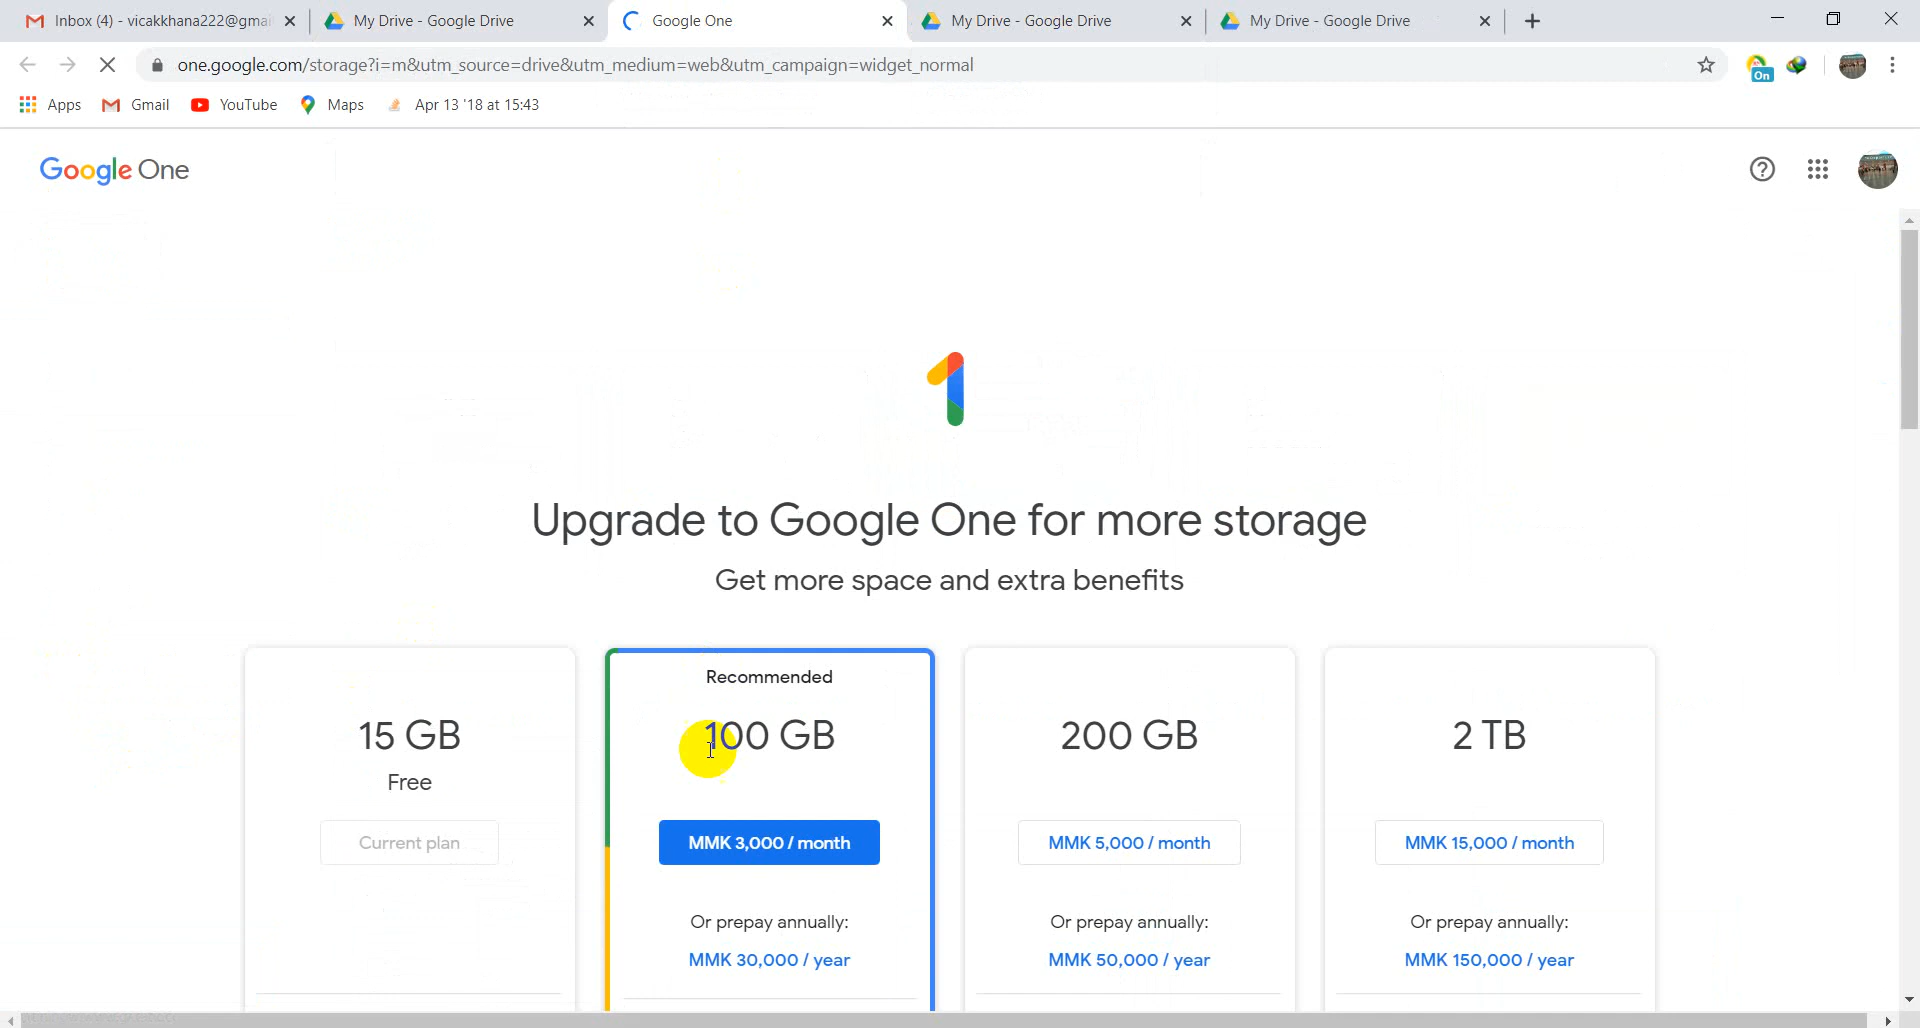 Inbox (4) - vicakkhana222@gmai
My Drive - Google Drive
Google One
My Drive - Google Drive
My Drive - Google Drive
one.google.com/storage?i=m&utm_source=drive&utm_medium=web&utm_campaign=widget_normal
On
Apps
Gmail
YouTube
Maps
Apr 13 '18 at 15:43
Google One
Upgrade to Google One for more storage
Get more space and extra benefits
15 GB
Free
Current plan
Recommended
100 GB
MMK 3,000 / month
Or prepay annually:
MMK 30,000 / year
200 GB
MMK 5,000 / month
Or prepay annually:
MMK 50,000 / year
2 TB
MMK 15,000 / month
Or prepay annually:
MMK 150,000 / year